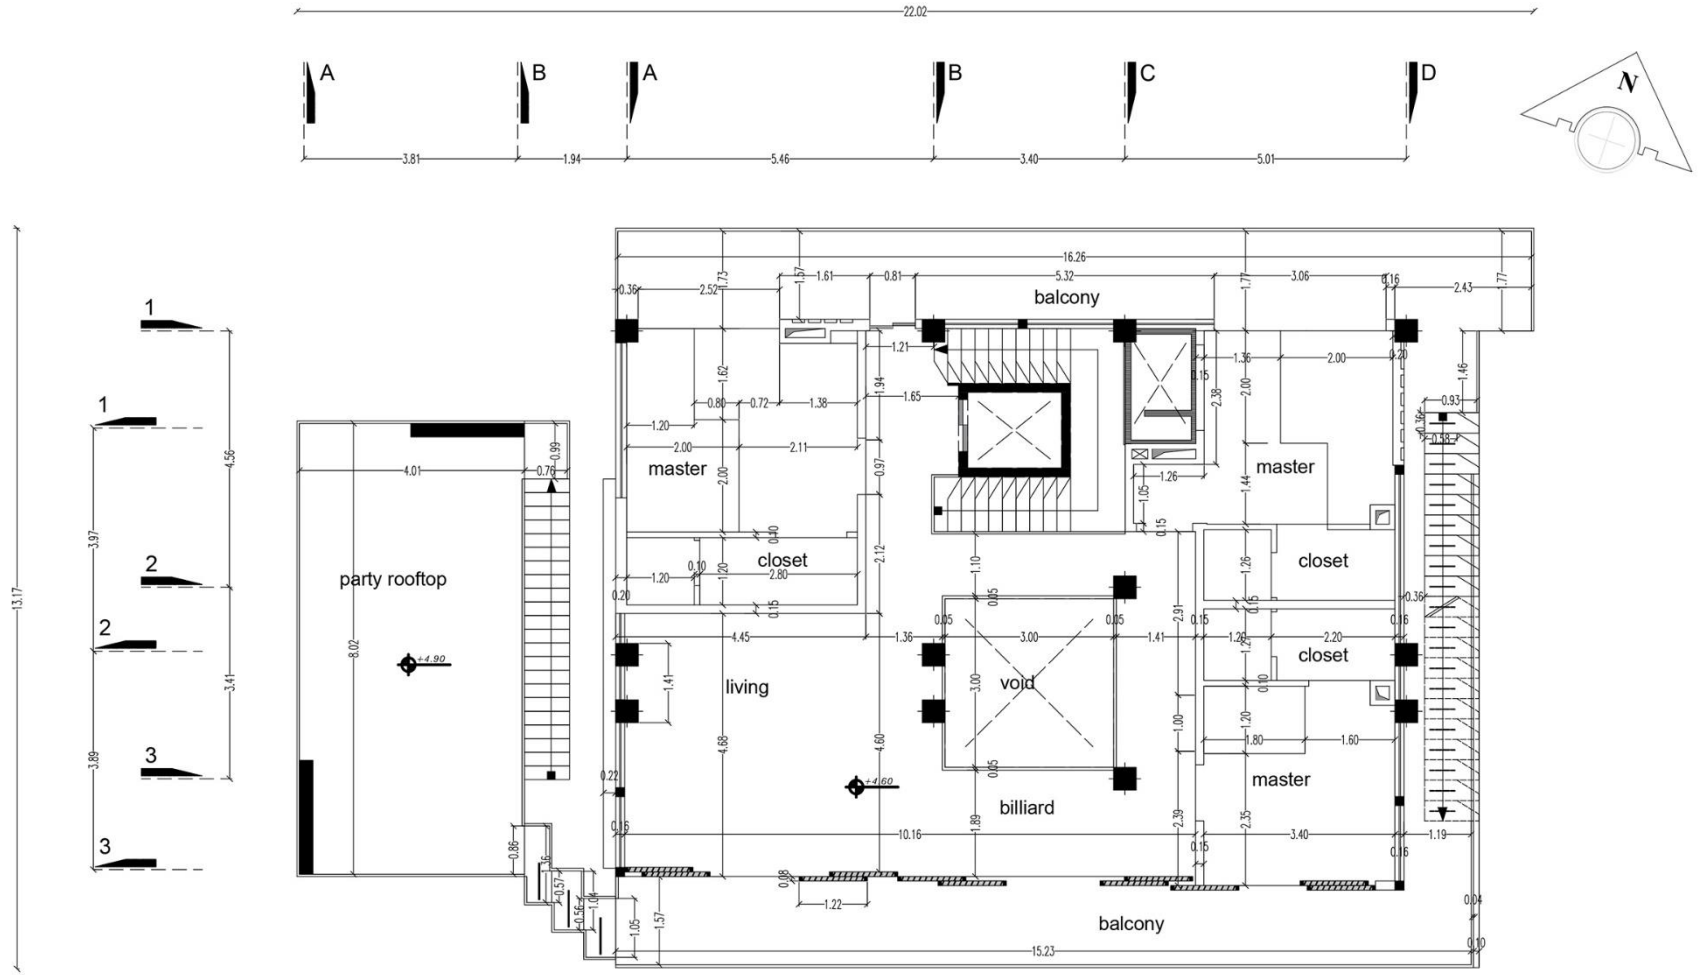 22.02
A B A B C D
N
3.81 1.94 5.46 3.40 5.01
16.26
1.73 1.57 1.77 1.77
1.61 0.81 5.32 3.06 0.16
0.36 2.52 2.43
balcony
1
1.21 1.36 2.00 0.20
1.62 1.94 0.15 2.00 2.38 1.46
1
0.80 0.72 1.38 1.65 0.93
1.20 0.36
2.00 2.11 0.58
4.56 0.99
4.01 0.76 master 2.00 0.97 1.26 master
1.44 1.05
3.97 0.40 0.15
2 closet closet
party rooftop 1.20 0.10 2.80 1.20 2.12 1.10 1.26
0.20 0.15 0.05 0.15 0.36
13.17
2.91
0.05 0.05 0.15 0.16
2 4.45 1.36 3.00 1.41 1.20 2.20
1.21
8.02 +4.90 closet
3.41 1.41 living void 3.00 0.10
1.20 1.00
4.68 4.60 1.80 1.60
3.89
3 0.22 +4.60 0.05 master
billiard
0.16 10.16 1.89 2.39 2.35 3.40 1.19
3 0.86 0.36 0.15 0.16
0.57 0.08
1.04 1.22 0.04
0.56 1.05 1.57 balcony
15.23 0.10